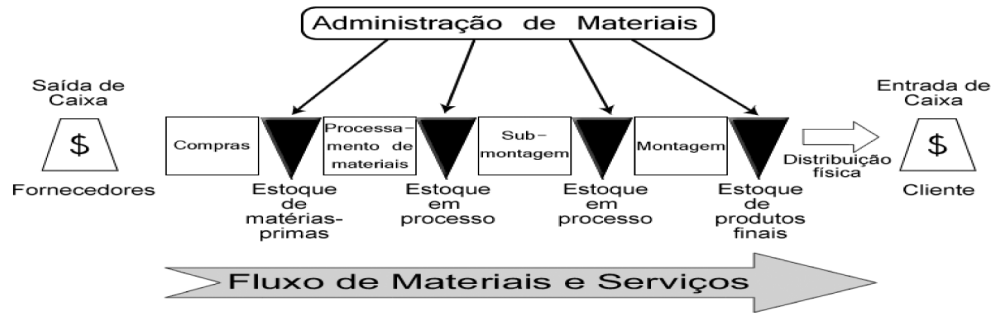 Administração de Materiais
Saída de
Caixa
$
Fornecedores
Compras
Estoque
de
matérias-
primas
Processa-
mento de
materiais
Estoque
em
processo
Sub-
montagem
Estoque
em
processo
Montagem
Estoque
de
produtos
finais
Distribuição
física
Entrada de
Caixa
$
Cliente
Fluxo de Materiais e Serviços